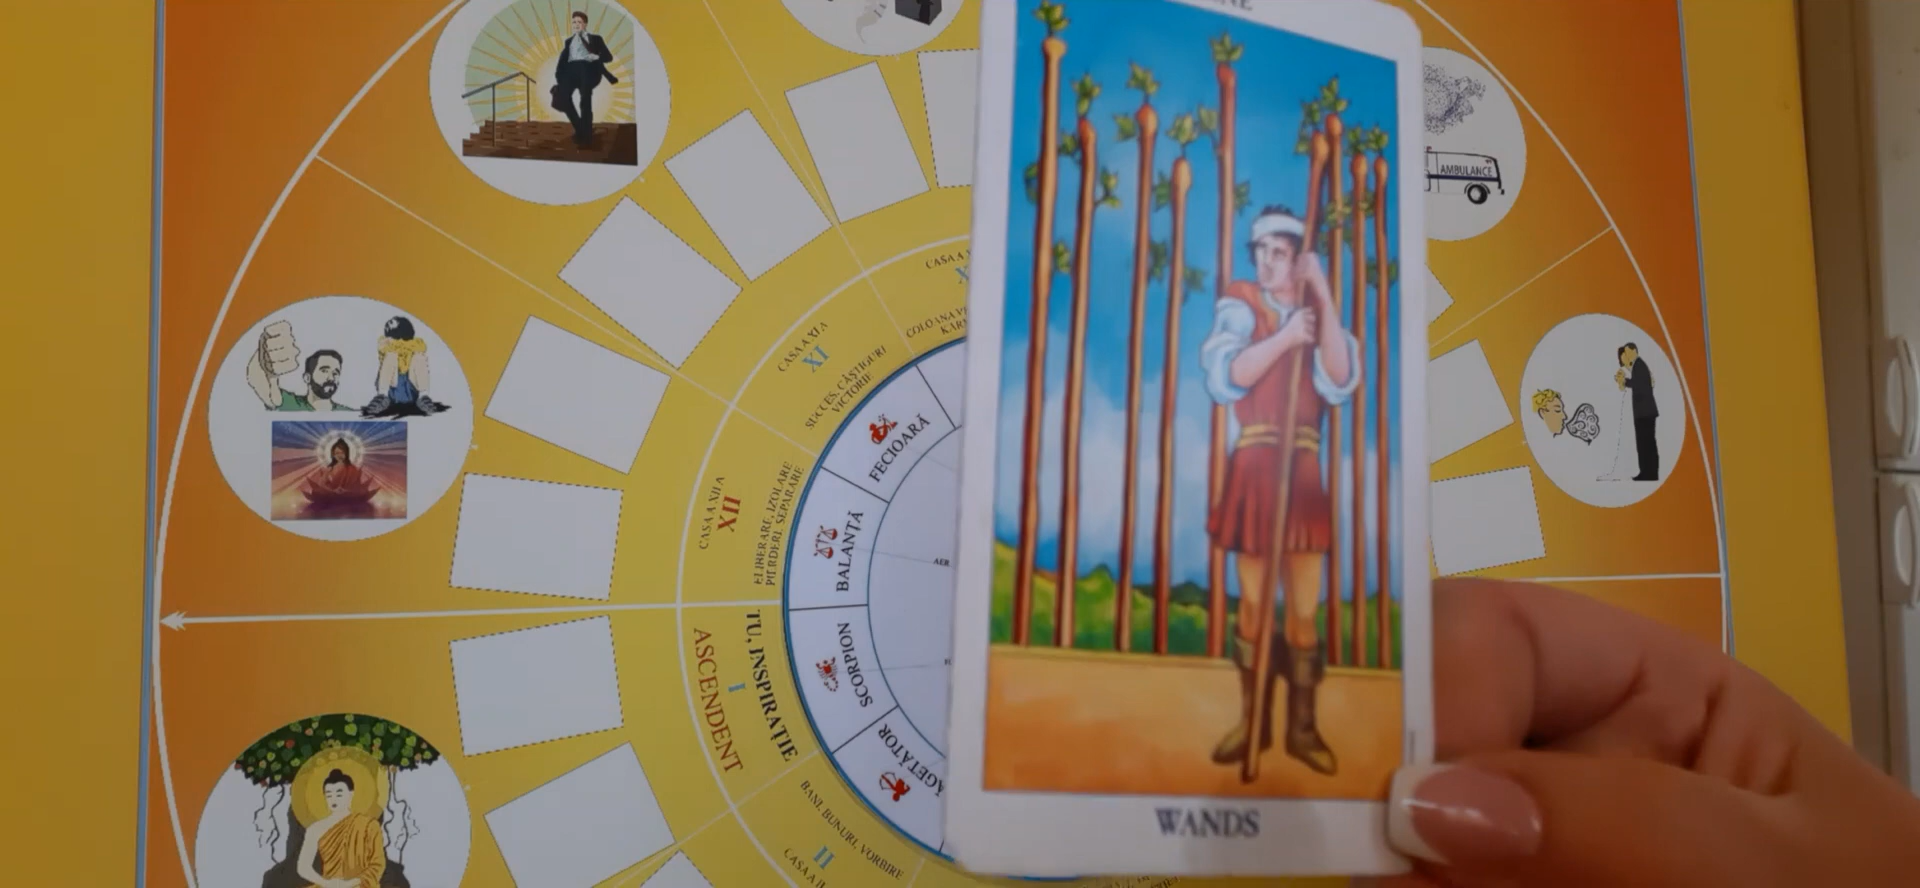 AMBULANCE
CASA A XI A
XI
SUCCES, CÂȘTIGURI
VICTORIE
FECIOARĂ
CASA A XII A
XII
ELIBERARE, IZOLARE
PIERDERI, SEPARARE
BALANȚĂ
AER
TU, INSPIRAȚIE
I
ASCENDENT
SCORPION
BANI, BUNURI, VORBIRE
II
WANDS